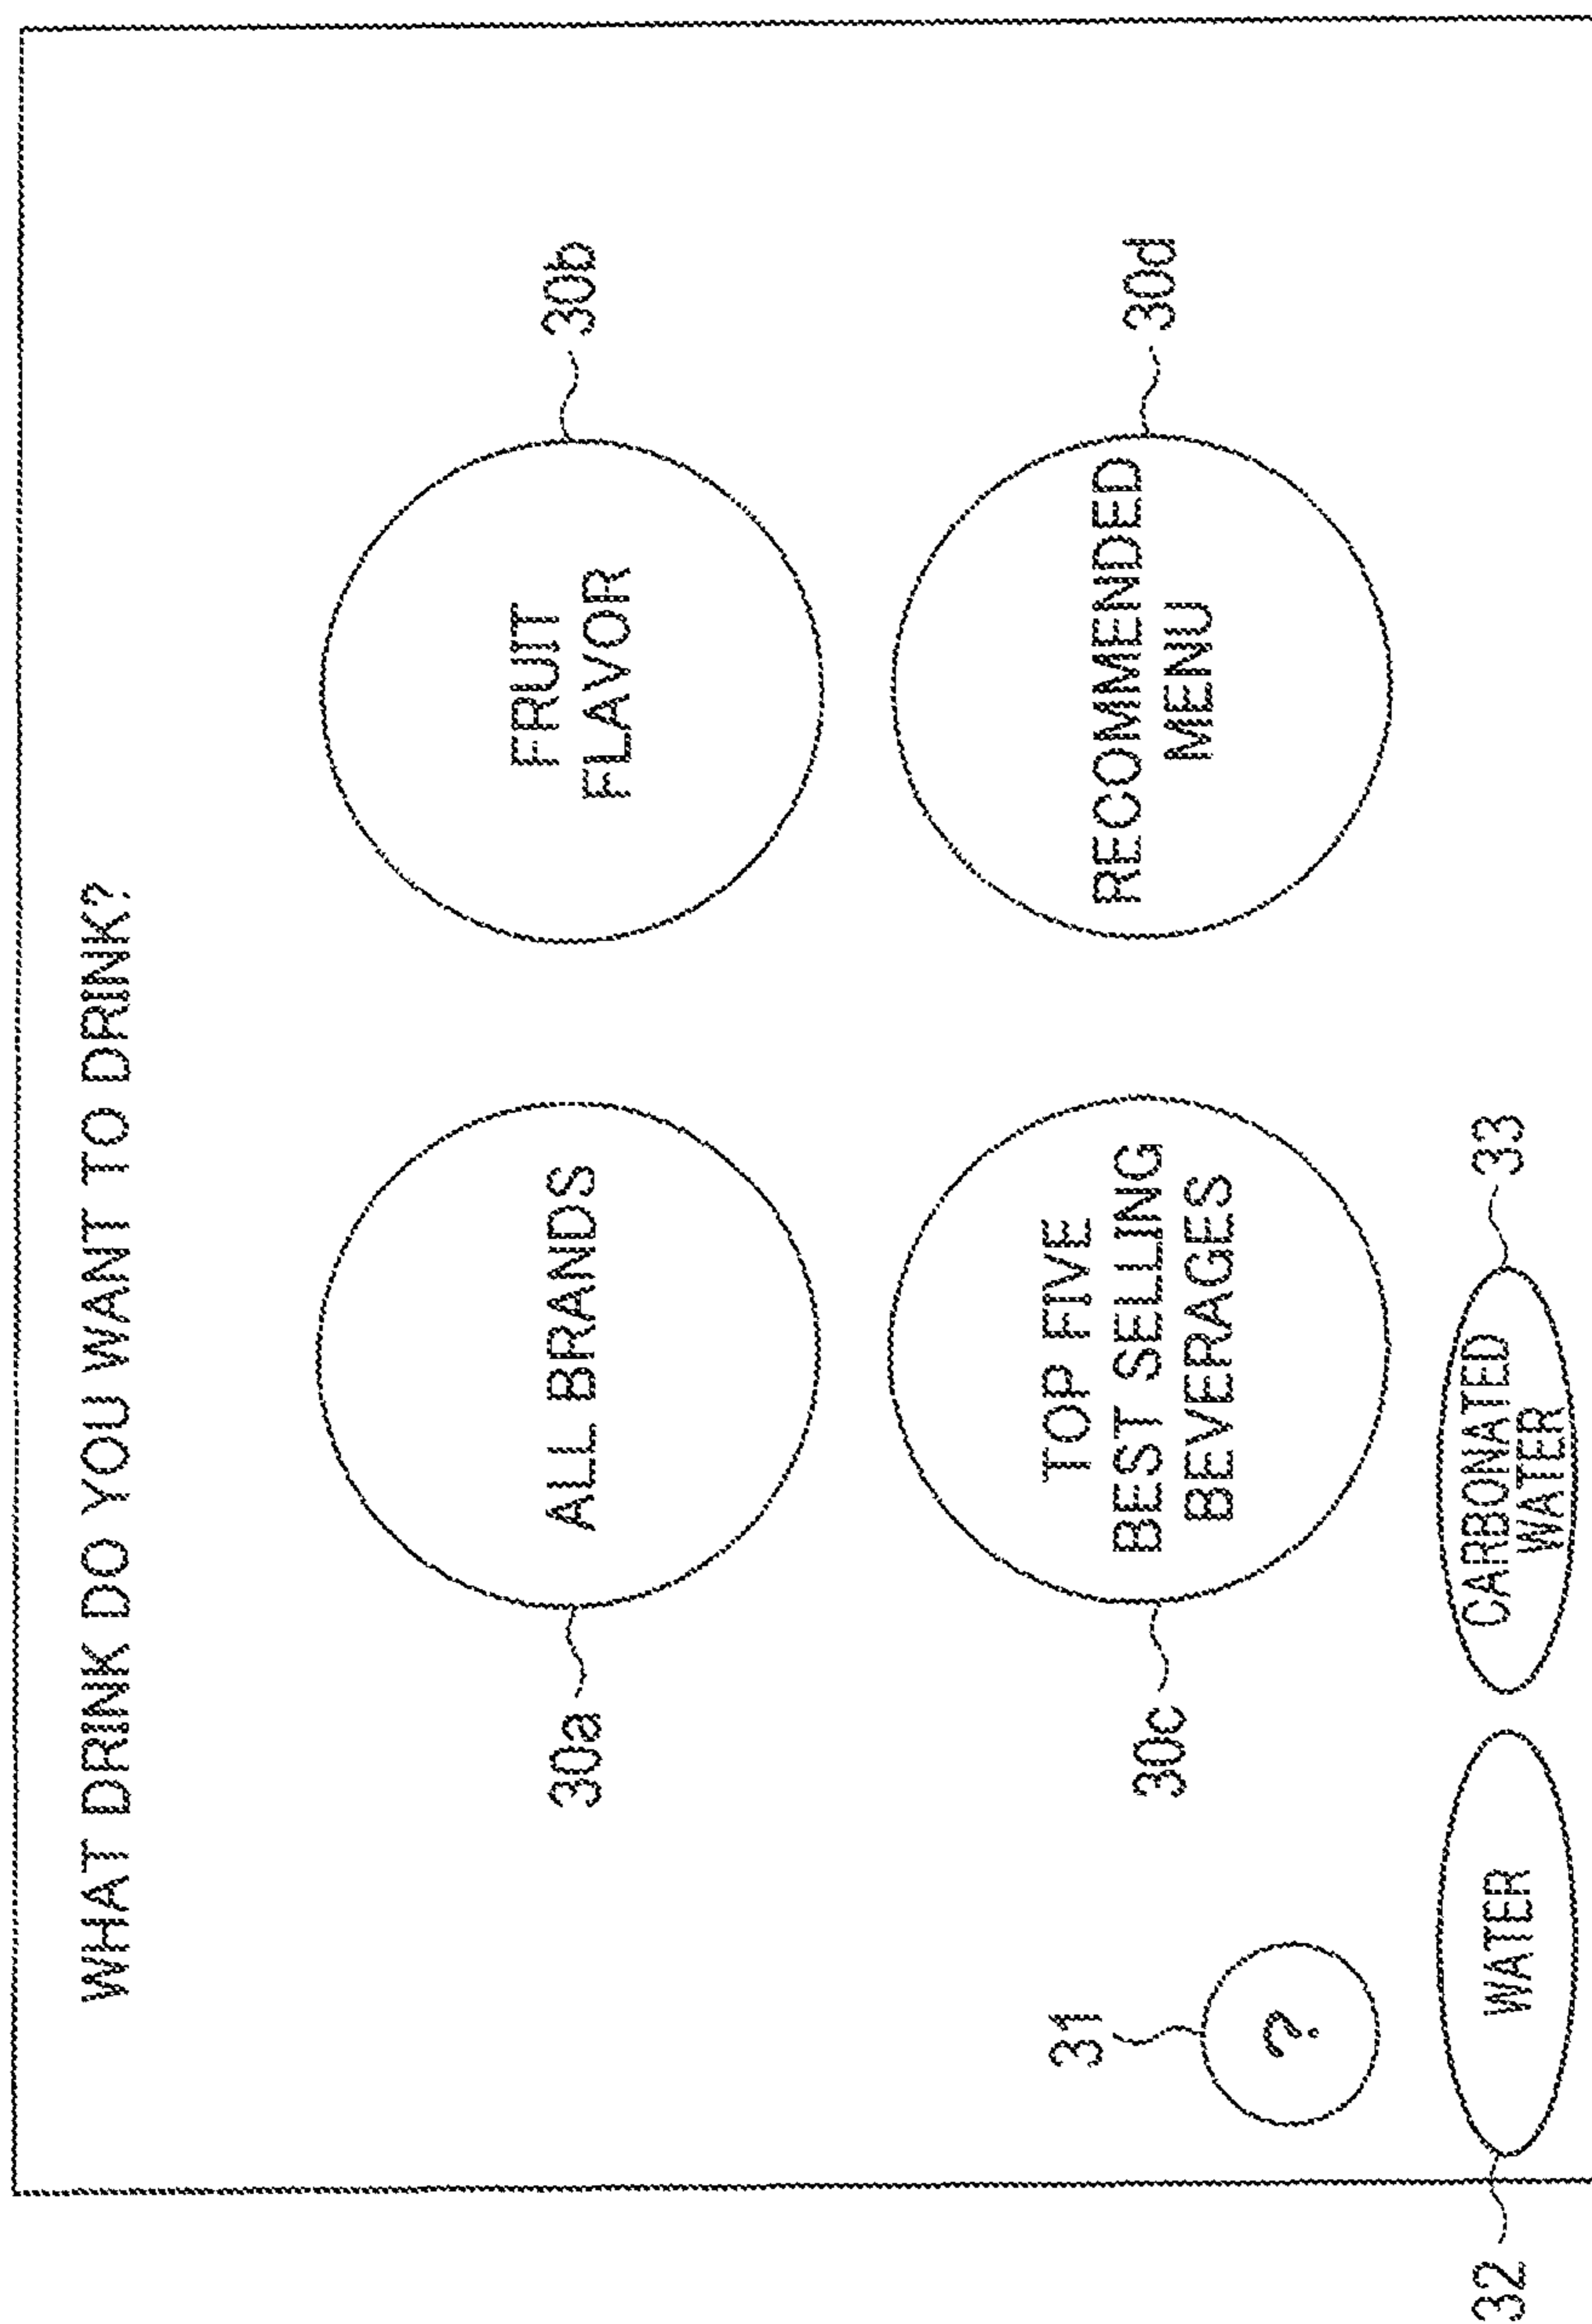 WHAT DRINK DO YOU WANT TO DRINK?
30a
ALL BRANDS
FRUIT
FLAVOR
30b
30c
TOP FIVE
BEST SELLING
BEVERAGES
RECOMMENDED
MENU
30d
31
?
32
WATER
CARBONATED
WATER
33